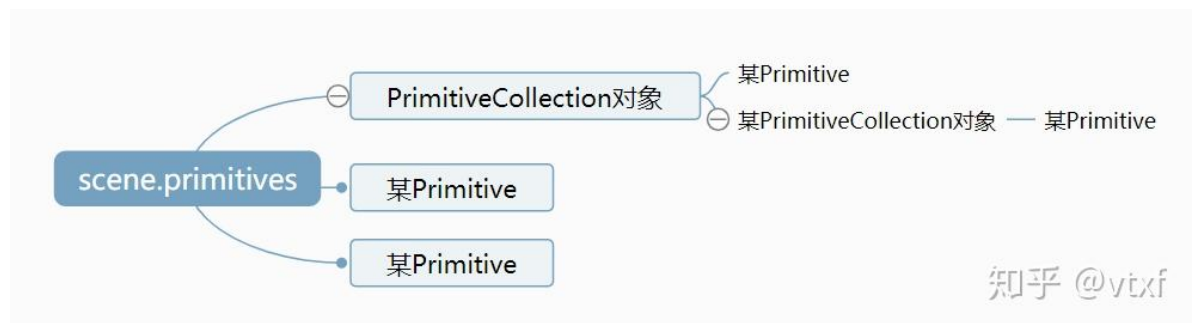 scene.primitives
PrimitiveCollection对象
某Primitive
某PrimitiveCollection对象
某Primitive
某Primitive
某Primitive
知乎 @vtxf